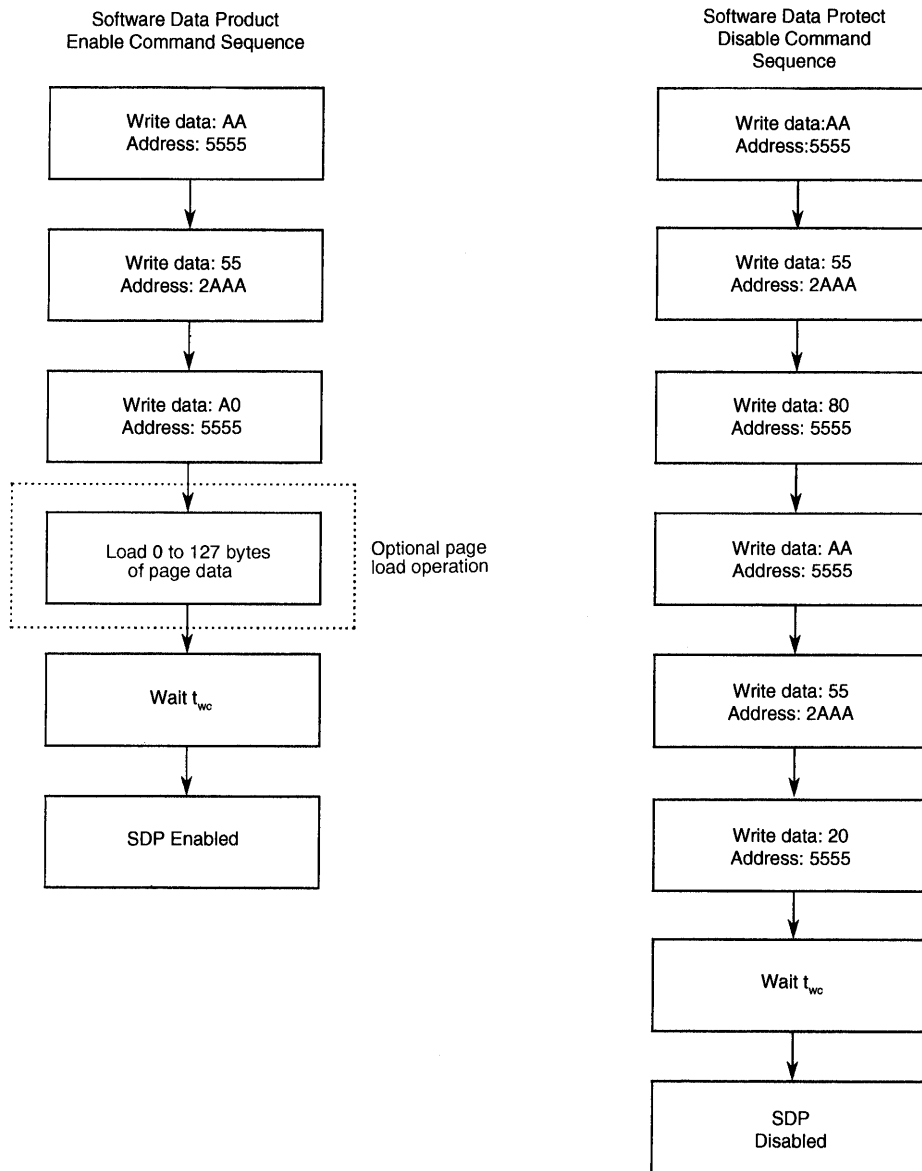 Software Data Product
Enable Command Sequence
Write data: AA
Address: 5555
Write data: 55
Address: 2AAA
Write data: A0
Address: 5555
Load 0 to 127 bytes
of page data
Optional page
load operation
Wait twc
SDP Enabled
Software Data Protect
Disable Command
Sequence
Write data:AA
Address:5555
Write data: 55
Address: 2AAA
Write data: 80
Address: 5555
Write data: AA
Address: 5555
Write data: 55
Address: 2AAA
Write data: 20
Address: 5555
Wait twc
SDP
Disabled